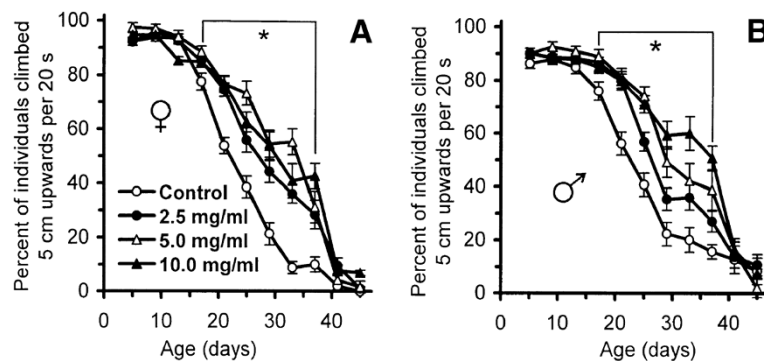 A
Percent of individuals climbed
5 cm upwards per 20 s
100
80
60
40
20
0
*
♀
Control
2.5 mg/ml
5.0 mg/ml
10.0 mg/ml
0 10 20 30 40
Age (days)
B
Percent of individuals climbed
5 cm upwards per 20 s
100
80
60
40
20
0
*
♂
0 10 20 30 40
Age (days)